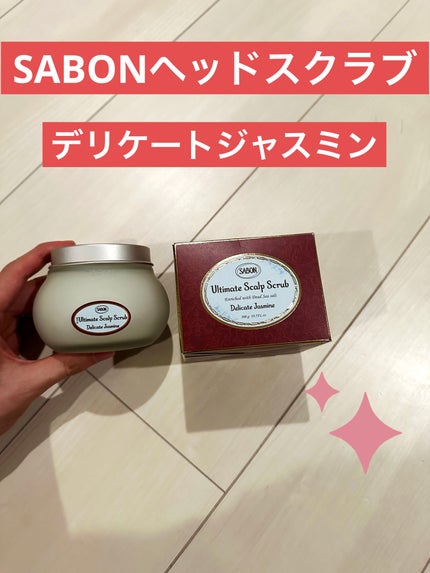 SABONヘッドスクラブ
デリケートジャスミン
SABON
Ultimate Scalp Scrub
Delicate Jasmine
SABON
Ultimate Scalp Scrub
Enriched with Dead Sea salt
Delicate Jasmine